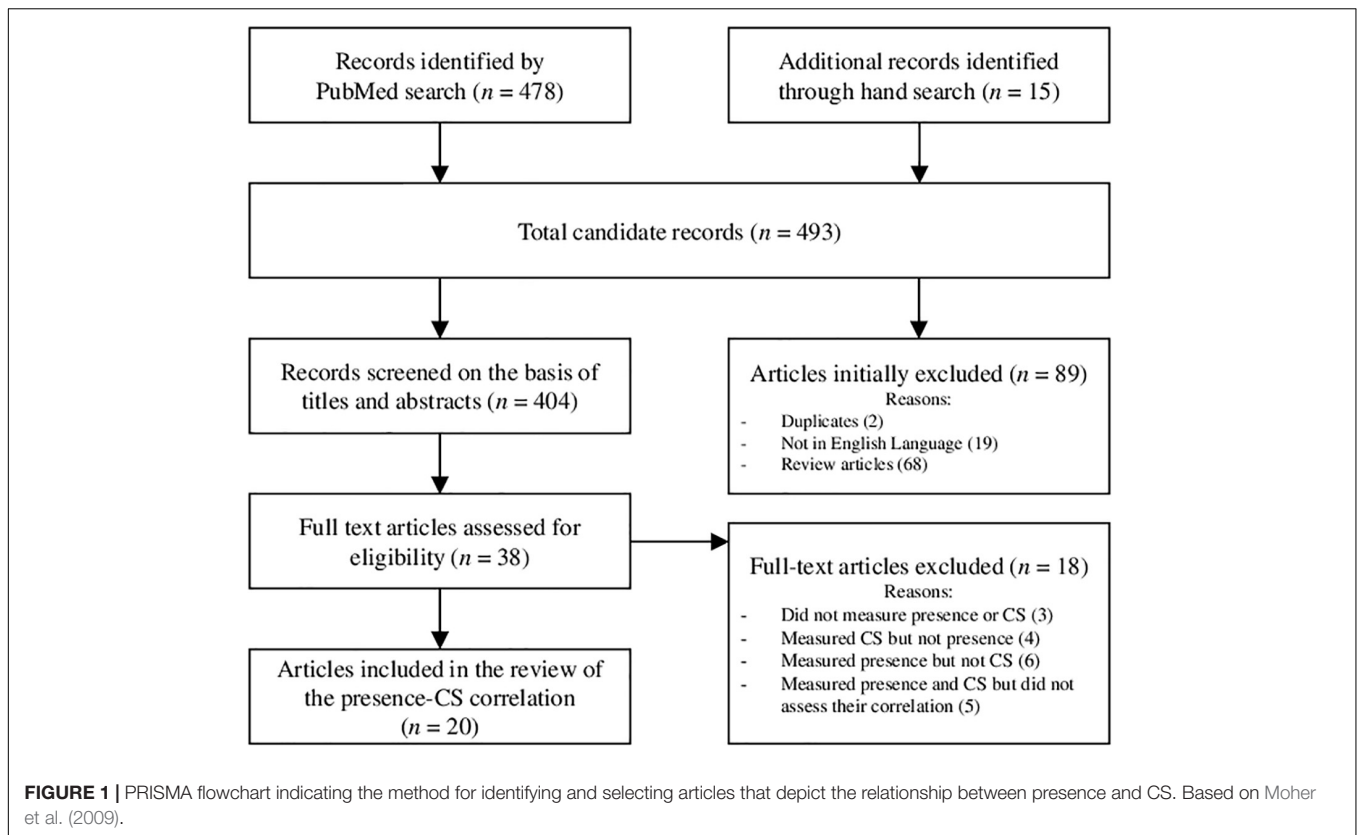 Records identified by
PubMed search (n = 478)
Additional records identified
through hand search (n = 15)
Total candidate records (n = 493)
Records screened on the basis of
titles and abstracts (n = 404)
Articles initially excluded (n = 89)
Reasons:
- Duplicates (2)
- Not in English Language (19)
- Review articles (68)
Full text articles assessed for
eligibility (n = 38)
Full-text articles excluded (n = 18)
Reasons:
- Did not measure presence or CS (3)
- Measured CS but not presence (4)
- Measured presence but not CS (6)
- Measured presence and CS but did not
assess their correlation (5)
Articles included in the review of
the presence-CS correlation
(n = 20)
FIGURE 1 | PRISMA flowchart indicating the method for identifying and selecting articles that depict the relationship between presence and CS. Based on Moher
et al. (2009).